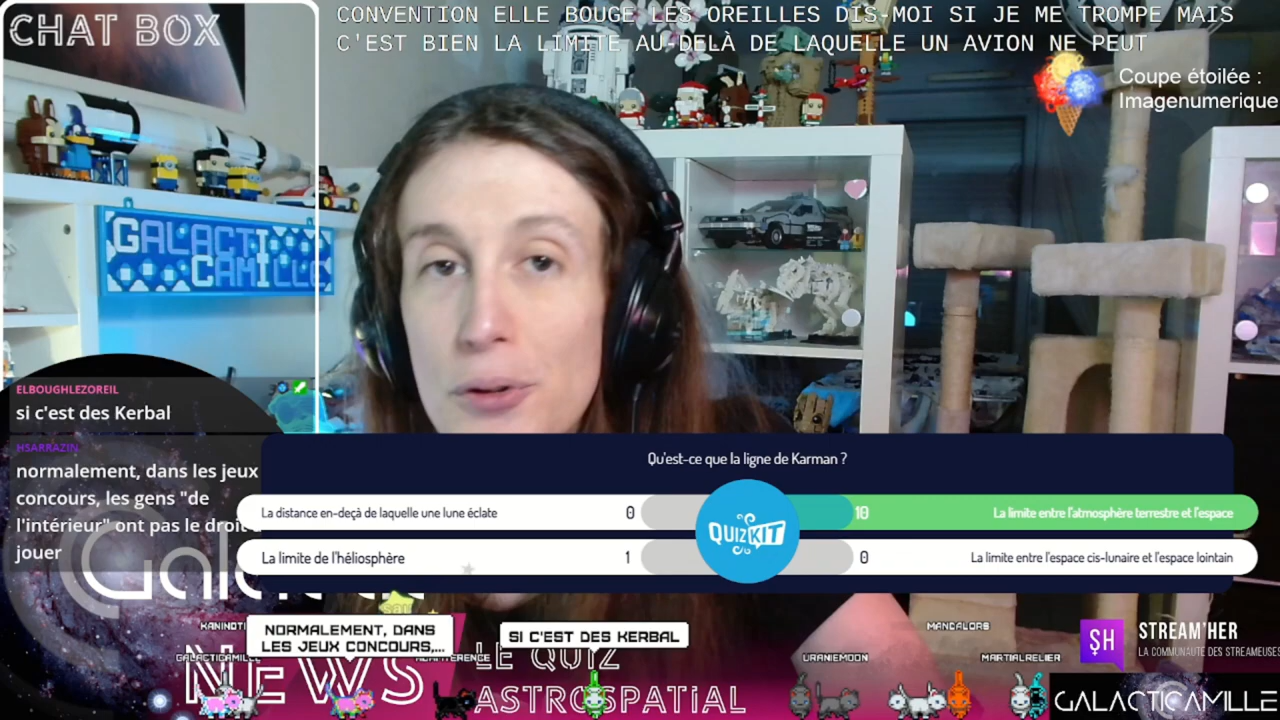 CHAT BOX
CONVENTION ELLE BOUGE LES OREILLES DIS-MOI SI JE ME TROMPE MAIS
C'EST BIEN LA LIMITE AU-DELÀ DE LAQUELLE UN AVION NE PEUT
Coupe étoilée :
Imagenumerique
GALACTI
CAMILLE
ELBOUGHLEZOREIL
si c'est des Kerbal
HSARRAZIN
normalement, dans les jeux
concours, les gens "de
l'intérieur" ont pas le droit
jouer
Qu'est-ce que la ligne de Karman ?
La distance en-deçà de laquelle une lune éclate 0
10 La limite entre l'atmosphère terrestre et l'espace
La limite de l'héliosphère 1
0 La limite entre l'espace cis-lunaire et l'espace lointain
QUIZ KIT
NORMALEMENT, DANS
LES JEUX CONCOURS,...
SI C'EST DES KERBAL
MANCALORS
GALACTICAMILLE
URANIEMOON
MARTIALRELIER
NEWS
LE QUIZ
ASTROSPATIAL
SH
STREAM'HER
LA COMMUNAUTÉ DES STREAMEUSES
GALACTICAMILLE